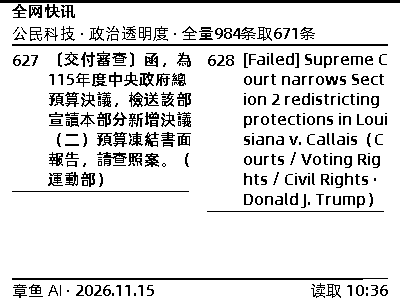 全网快讯
公民科技 · 政治透明度 · 全量984条取671条
627 〔交付審查〕函，為
115年度中央政府總
預算決議，檢送該部
宣讀本部分新增決議
（二）預算凍結書面
報告，請查照案。（
運動部）
628 [Failed] Supreme C
ourt narrows Sect
ion 2 redistricting
protections in Loui
siana v. Callais（C
ourts / Voting Rig
hts / Civil Rights ·
Donald J. Trump）
章鱼 AI · 2026.11.15
读取 10:36